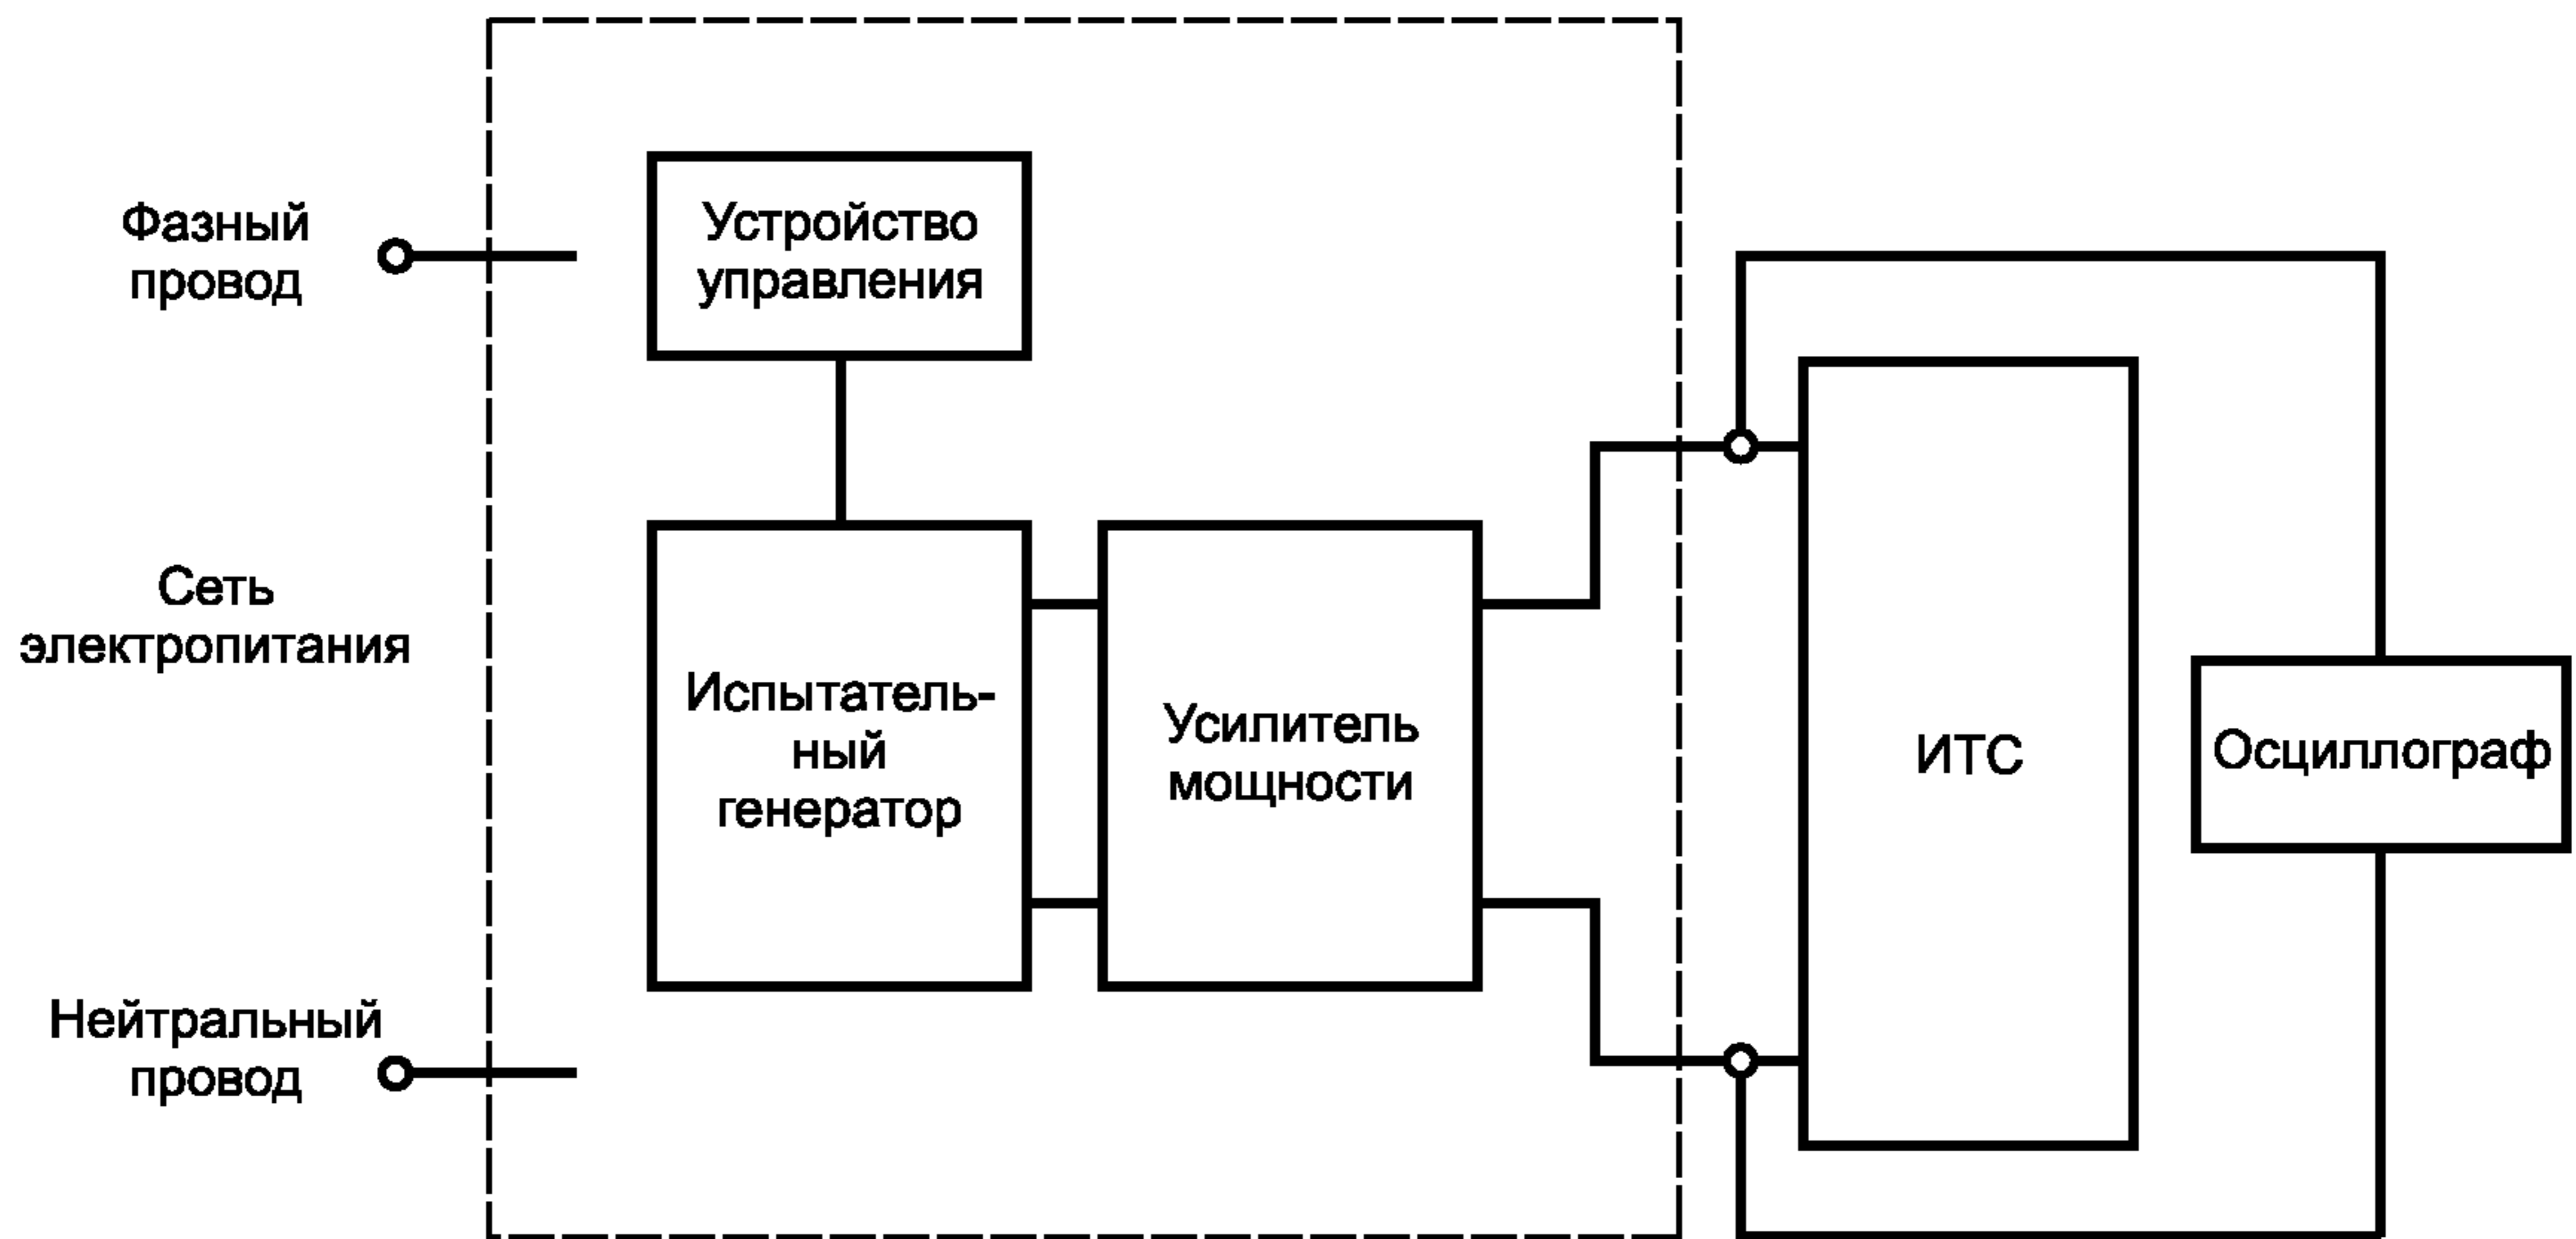 Фазный
провод
Сеть
электропитания
Нейтральный
провод
Устройство
управления
Испытатель-
ный
генератор
Усилитель
мощности
ИТС
Осциллограф